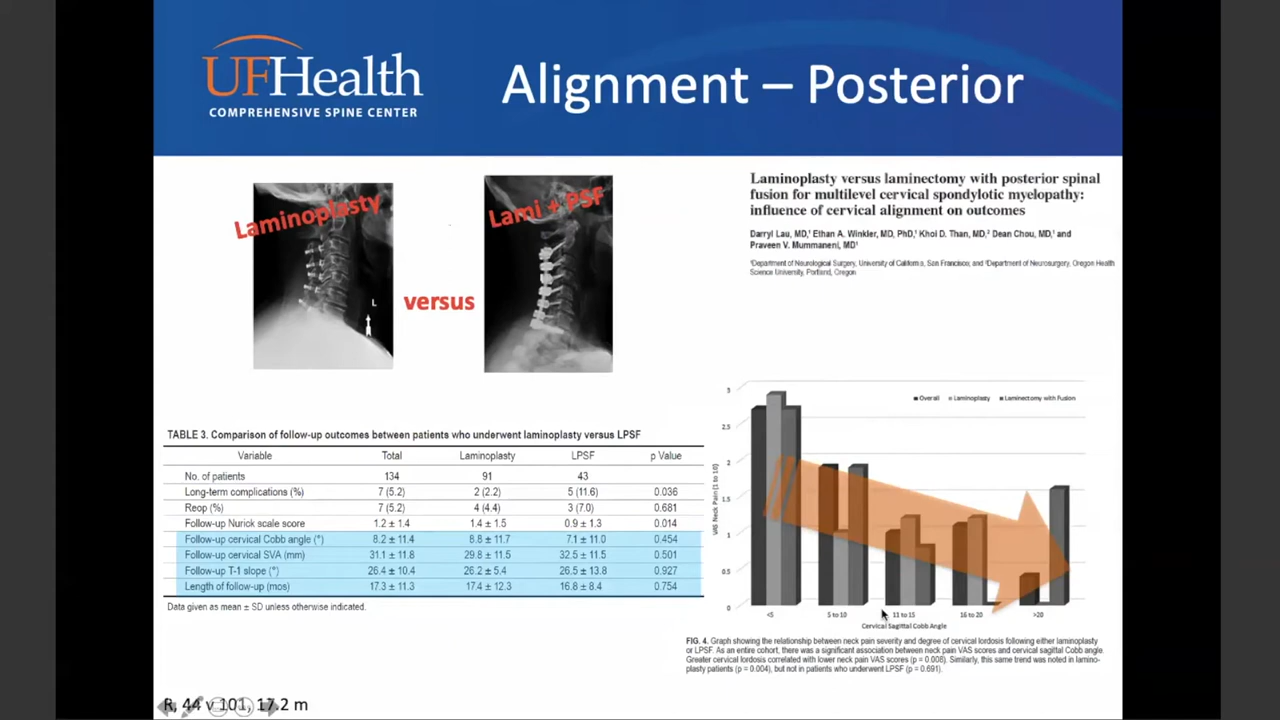 UFHealth
COMPREHENSIVE SPINE CENTER
Alignment – Posterior
Laminoplasty
versus
Lami + PSF
L
Laminoplasty versus laminectomy with posterior spinal
fusion for multilevel cervical spondylotic myelopathy:
influence of cervical alignment on outcomes
Darryl Lau, MD,¹ Ethan A. Winkler, MD, PhD,¹ Khoi D. Than, MD,² Dean Chou, MD,¹ and
Praveen V. Mummaneni, MD¹
¹Department of Neurological Surgery, University of California, San Francisco; and ²Department of Neurosurgery, Oregon Health
Science University, Portland, Oregon
TABLE 3. Comparison of follow-up outcomes between patients who underwent laminoplasty versus LPSF
Variable Total Laminoplasty LPSF p Value
No. of patients 134 91 43
Long-term complications (%) 7 (5.2) 2 (2.2) 5 (11.6) 0.036
Reop (%) 7 (5.2) 4 (4.4) 3 (7.0) 0.681
Follow-up Nurick scale score 1.2 ± 1.4 1.4 ± 1.5 0.9 ± 1.3 0.014
Follow-up cervical Cobb angle (°) 8.2 ± 11.4 8.8 ± 11.7 7.1 ± 11.0 0.454
Follow-up cervical SVA (mm) 31.1 ± 11.8 29.8 ± 11.5 32.5 ± 11.5 0.501
Follow-up T-1 slope (°) 26.4 ± 10.4 26.2 ± 5.4 26.5 ± 13.8 0.927
Length of follow-up (mos) 17.3 ± 11.3 17.4 ± 12.3 16.8 ± 8.4 0.754
Data given as mean ± SD unless otherwise indicated.
Overall Laminoplasty Laminectomy with Fusion
VAS Neck Pain (1 to 10)
3
2.5
2
1.5
1
0.5
0
<5 5 to 10 11 to 15 16 to 20 >20
Cervical Sagittal Cobb Angle
FIG. 4. Graph showing the relationship between neck pain severity and degree of cervical lordosis following either laminoplasty
or LPSF. As an entire cohort, there was a significant association between neck pain VAS scores and cervical sagittal Cobb angle.
Greater cervical lordosis correlated with lower neck pain VAS scores (p = 0.008). Similarly, this same trend was noted in lamino-
plasty patients (p = 0.004), but not in patients who underwent LPSF (p = 0.691).
R, 44 v 101, 17.2 m